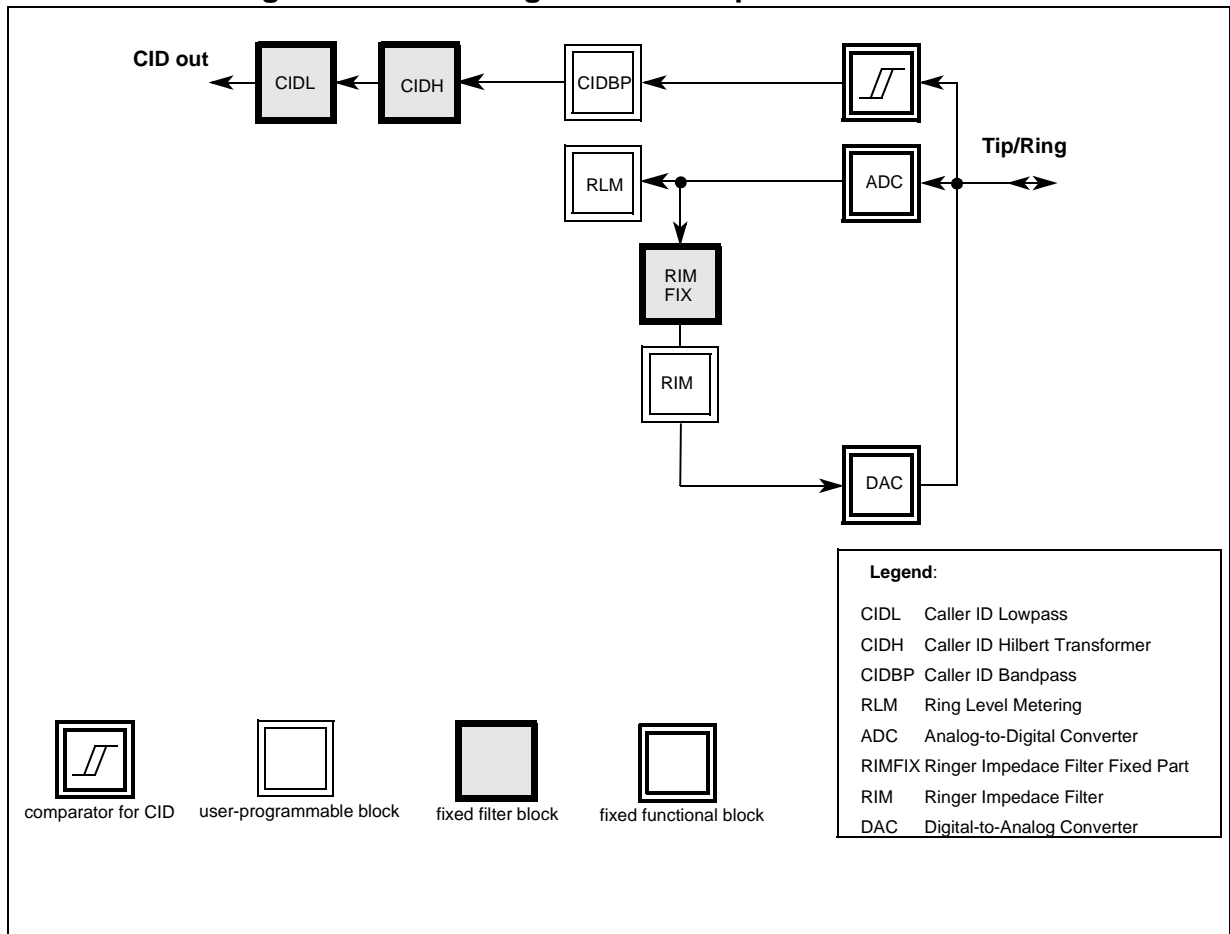 CID out
CIDL
CIDH
CIDBP
Tip/Ring
RLM
ADC
RIM
FIX
RIM
DAC
Legend:
CIDL Caller ID Lowpass
CIDH Caller ID Hilbert Transformer
CIDBP Caller ID Bandpass
RLM Ring Level Metering
ADC Analog-to-Digital Converter
RIMFIX Ringer Impedace Filter Fixed Part
RIM Ringer Impedance Filter
DAC Digital-to-Analog Converter
comparator for CID
user-programmable block
fixed filter block
fixed functional block